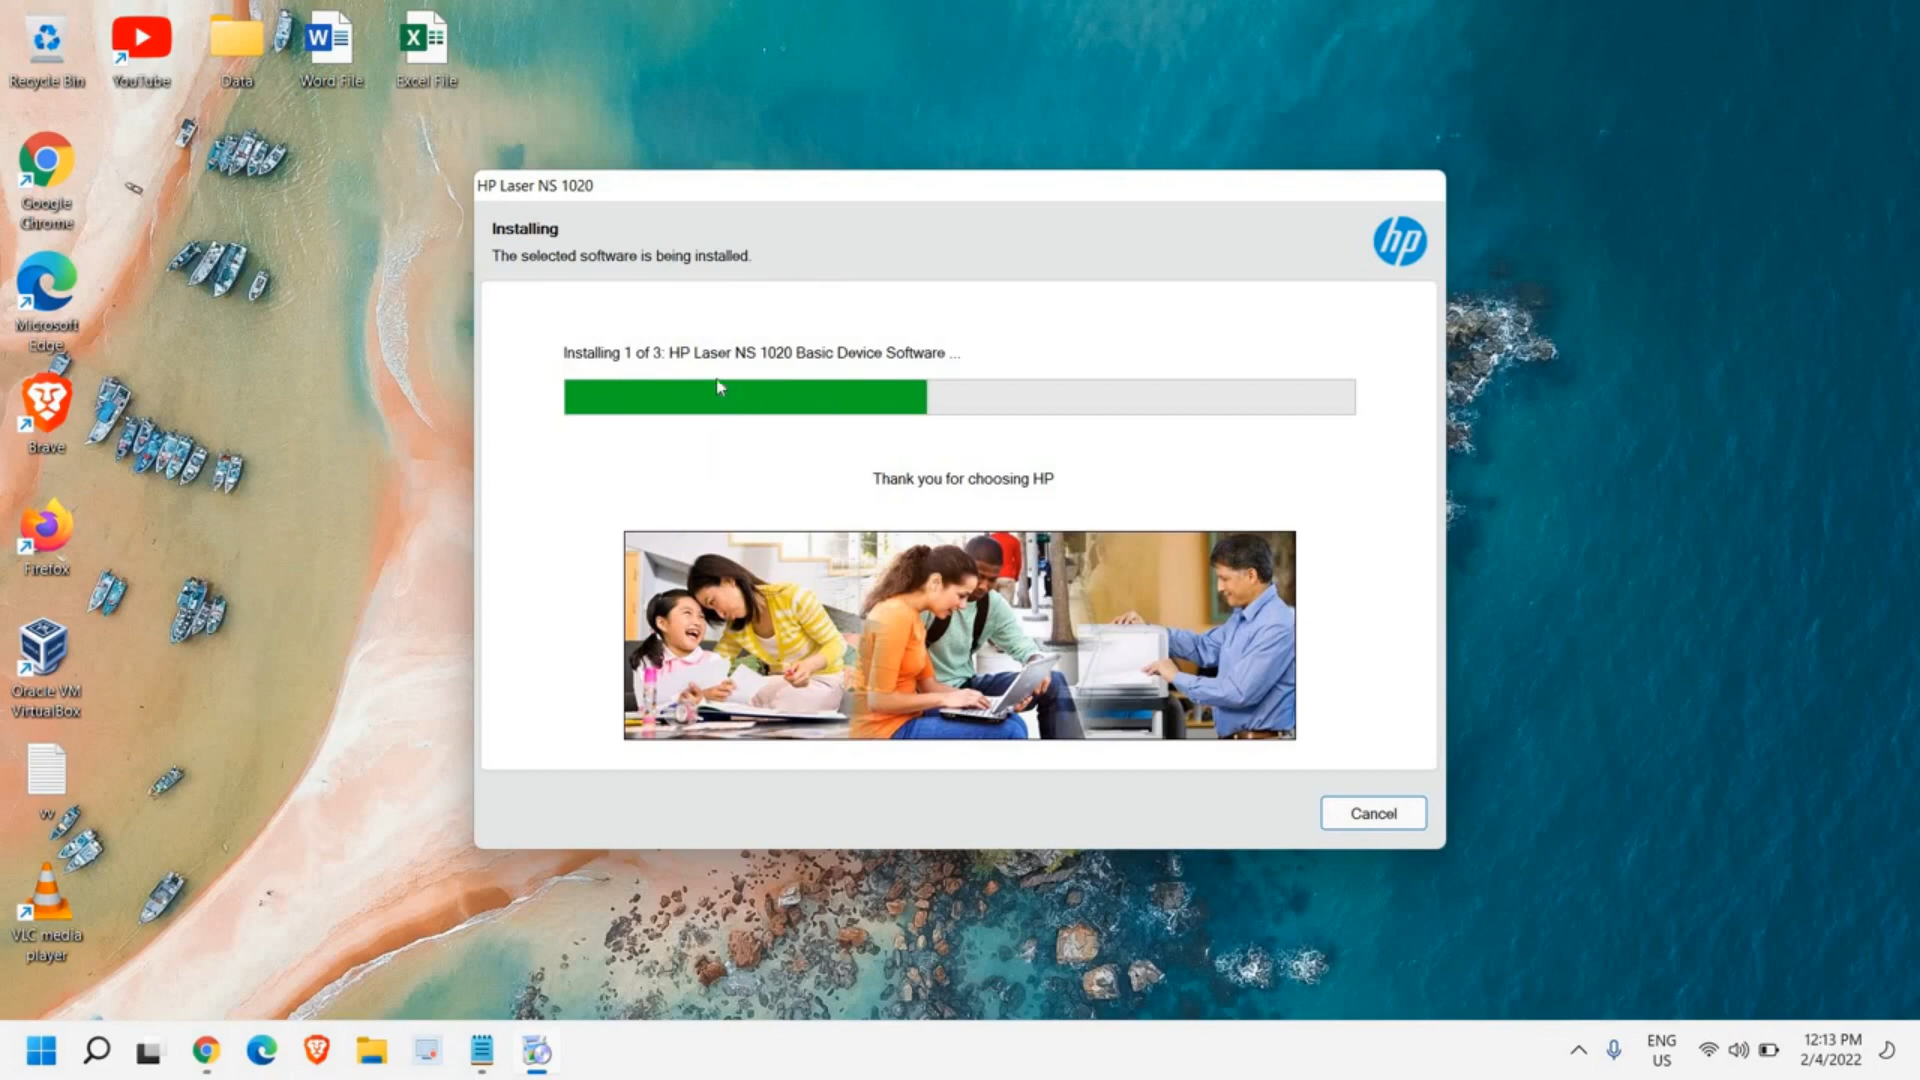 Recycle Bin
YouTube
Data
Word File
Excel File
Google
Chrome
Microsoft
Edge
Brave
Firefox
Oracle VM
VirtualBox
vv
VLC media
player
HP Laser NS 1020
Installing
The selected software is being installed.
hp
Installing 1 of 3: HP Laser NS 1020 Basic Device Software ...
Thank you for choosing HP
Cancel
ENG
US
12:13 PM
2/4/2022